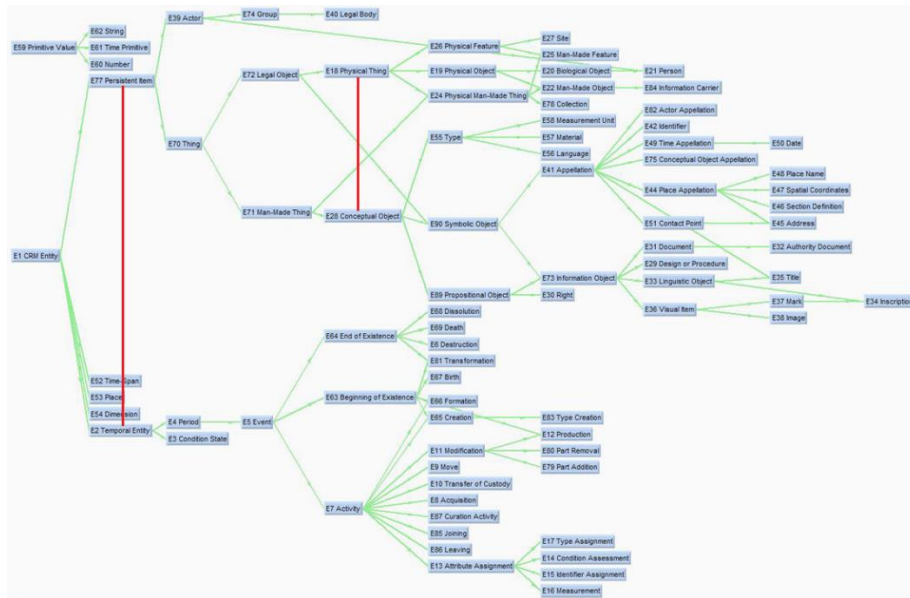 E59 Primitive Value
E62 String
E61 Time Primitive
E60 Number
E1 CRM Entity
E77 Persistent Item
E52 Time-Span
E53 Place
E54 Dimension
E2 Temporal Entity
E39 Actor
E70 Thing
E4 Period
E3 Condition State
E74 Group
E72 Legal Object
E71 Man-Made Thing
E5 Event
E40 Legal Body
E18 Physical Thing
E28 Conceptual Object
E64 End of Existence
E63 Beginning of Existence
E7 Activity
E26 Physical Feature
E19 Physical Object
E24 Physical Man-Made Thing
E55 Type
E90 Symbolic Object
E89 Propositional Object
E68 Dissolution
E69 Death
E6 Destruction
E81 Transformation
E67 Birth
E66 Formation
E65 Creation
E11 Modification
E9 Move
E10 Transfer of Custody
E8 Acquisition
E87 Curation Activity
E85 Joining
E86 Leaving
E13 Attribute Assignment
E27 Site
E25 Man-Made Feature
E20 Biological Object
E22 Man-Made Object
E78 Collection
E58 Measurement Unit
E57 Material
E56 Language
E41 Appellation
E73 Information Object
E30 Right
E83 Type Creation
E12 Production
E80 Part Removal
E79 Part Addition
E17 Type Assignment
E14 Condition Assessment
E15 Identifier Assignment
E16 Measurement
E21 Person
E84 Information Carrier
E82 Actor Appellation
E42 Identifier
E49 Time Appellation
E75 Conceptual Object Appellation
E44 Place Appellation
E51 Contact Point
E31 Document
E29 Design or Procedure
E33 Linguistic Object
E36 Visual Item
E50 Date
E48 Place Name
E47 Spatial Coordinates
E46 Section Definition
E45 Address
E32 Authority Document
E35 Title
E37 Mark
E38 Image
E34 Inscription